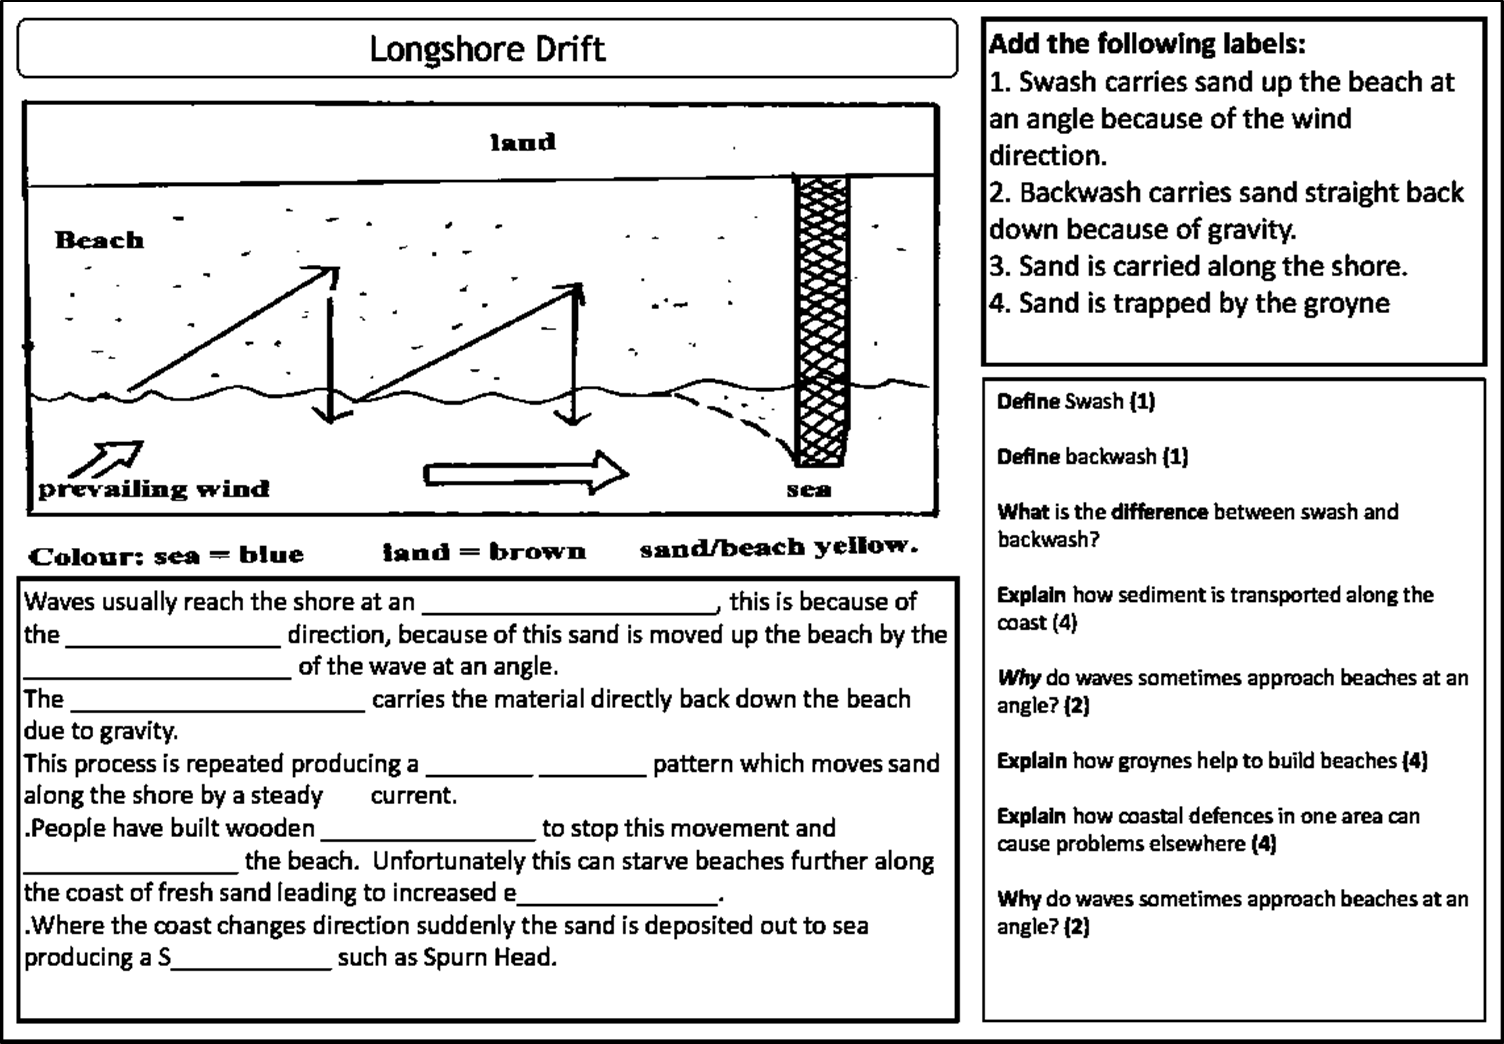 Longshore Drift
land
Beach
prevailing wind
sea
Colour: sea = blue land = brown sand/beach yellow.
Waves usually reach the shore at an ____________________, this is because of
the ________________ direction, because of this sand is moved up the beach by the
____________________ of the wave at an angle.
The ______________________ carries the material directly back down the beach
due to gravity.
This process is repeated producing a ________ ________ pattern which moves sand
along the shore by a steady current.
.People have built wooden ________________ to stop this movement and
________________ the beach. Unfortunately this can starve beaches further along
the coast of fresh sand leading to increased e_______________.
.Where the coast changes direction suddenly the sand is deposited out to sea
producing a S____________ such as Spurn Head.
Add the following labels:
1. Swash carries sand up the beach at
an angle because of the wind
direction.
2. Backwash carries sand straight back
down because of gravity.
3. Sand is carried along the shore.
4. Sand is trapped by the groyne
Define Swash (1)
Define backwash (1)
What is the difference between swash and
backwash?
Explain how sediment is transported along the
coast (4)
Why do waves sometimes approach beaches at an
angle? (2)
Explain how groynes help to build beaches (4)
Explain how coastal defences in one area can
cause problems elsewhere (4)
Why do waves sometimes approach beaches at an
angle? (2)